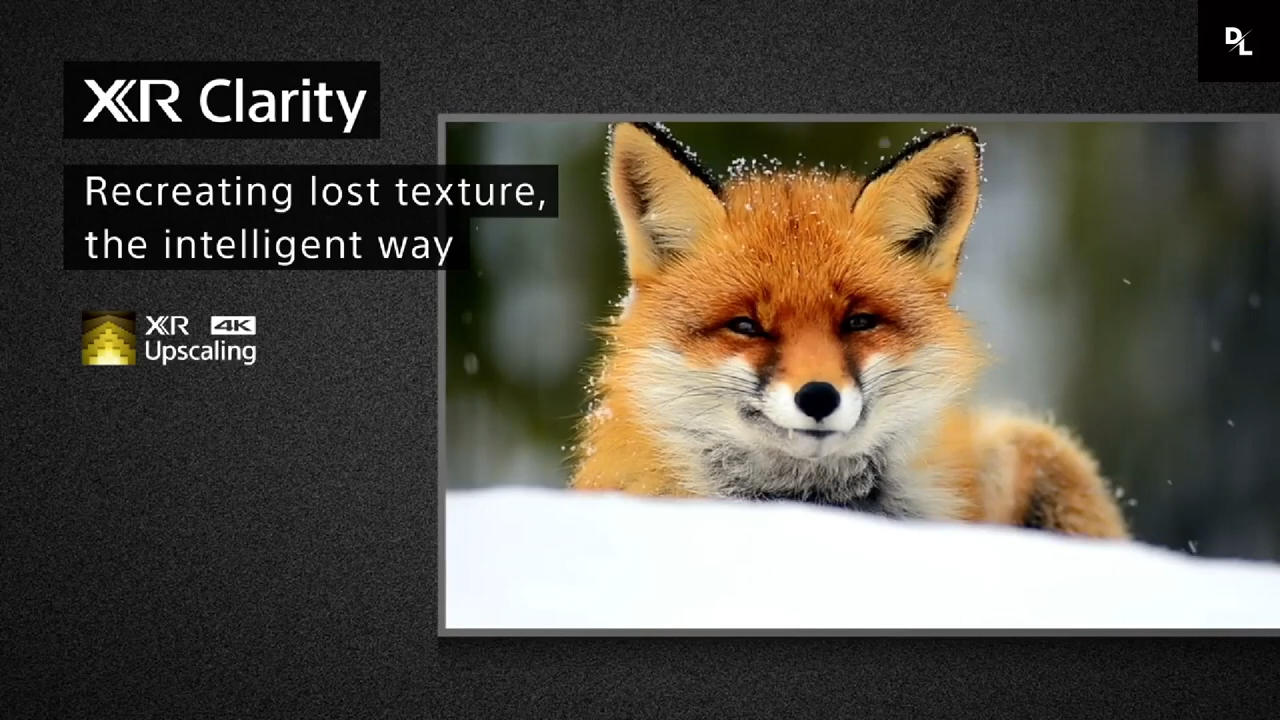 XR Clarity
Recreating lost texture,
the intelligent way
XR 4K
Upscaling
DL